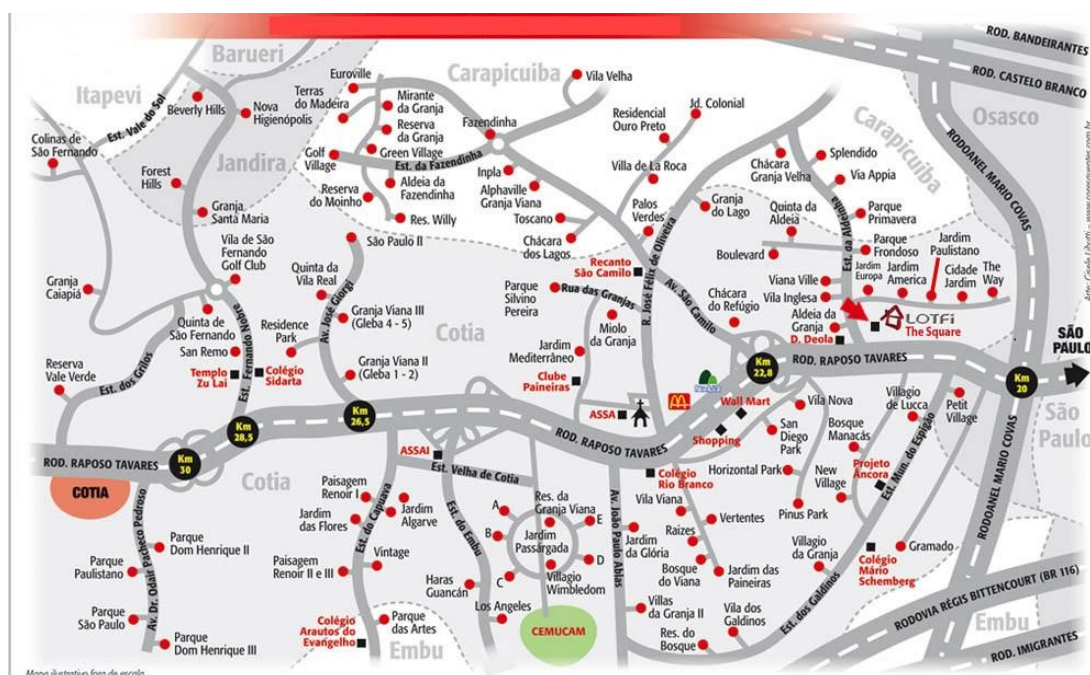 Barueri
Itapevi
Carapicuiba
ROD. BANDEIRANTES
ROD. CASTELO BRANCO
Osasco
RODOANEL MARIO COVAS
Est. Vale do Sol
Beverly Hills
Nova
Higienópolis
Colinas de
São Fernando
Jandira
Forest
Hills
Granja
Santa Maria
Euroville
Terras
do Madeira
Mirante
da Granja
Reserva
da Granja
Green Village
Golf
Village
Est. da Fazendinha
Fazendinha
Vila Velha
Reserva
do Moinho
Aldeia da
Fazendinha
Res. Willy
Inpla
Alphaville
Granja Viana
Toscano
Chácara
dos Lagos
Residencial
Ouro Preto
Jd. Colonial
Villa de La Roca
Palos
Verdes
Chácara
Granja Velha
Carapicuiba
Splendido
Via Appia
Granja
do Lago
Quinta da
Aldeia
Est. da Aldeinha
Parque
Primavera
Boulevard
Parque
Frondoso
Jardim
Paulistano
Viana Ville
Jardim
Europa
Jardim
America
Cidade
Jardim
The
Way
Vila Inglesa
Aldeia da
Granja
D. Deola
LOTFi
The Square
São Paulo II
Vila de São
Fernando
Golf Club
Quinta da
Vila Real
Granja
Caiapiá
Quinta de
São Fernando
Residence
Park
Av. José Giorgi
Granja Viana III
(Gleba 4 - 5)
Cotia
San Remo
Est. Fernando Nobre
Templo
Zu Lai
Colégio
Sidarta
Granja Viana II
(Gleba 1 - 2)
Reserva
Vale Verde
Est. dos Grilos
Recanto
São Camilo
R. José Félix de Oliveira
Av. São Camilo
Parque
Silvino
Pereira
Rua das Granjas
Miolo
da Granja
Chácara
do Refúgio
Jardim
Mediterrâneo
Clube
Paineiras
ASSA
Km
22,8
ROD. RAPOSO TAVARES
SÃO
PAULO
Km
20
São
Paulo
Wall Mart
Shopping
Vila Nova
Villagio
de Lucca
Petit
Village
San
Diego
Park
Bosque
Manacás
Est. Mun. do Espigão
Km
26,5
Km
28,5
Km
30
ROD. RAPOSO TAVARES
ROD. RAPOSO TAVARES
COTIA
Cotia
ASSAI
Est. Velha de Cotia
Colégio
Rio Branco
Horizontal Park
New
Village
Projeto
Âncora
Pinus Park
RODOANEL MARIO COVAS
Av. Dr. Odair Pacheco Pedroso
Paisagem
Renoir I
Est. do Capuava
Jardim
das Flores
Jardim
Algarve
Est. do Embu
A
B
C
D
E
Res. da
Granja Viana
Jardim
Passárgada
Villagio
Wimbledom
Av. João Paulo Ablas
Vila Viana
Raizes
Vertentes
Jardim
da Glória
Bosque
do Viana
Jardim das
Paineiras
Villagio
da Granja
Est. dos Galdinos
Gramado
Colégio
Mário
Schemberg
Parque
Dom Henrique II
Parque
Paulistano
Paisagem
Renoir II e III
Vintage
Haras
Guancán
Los Angeles
Villas
da Granja II
Vila dos
Galdinos
Res. do
Bosque
Parque
São Paulo
Parque
Dom Henrique III
Colégio
Arautos do
Evangelho
Parque
das Artes
Embu
CEMUCAM
RODOVIA RÉGIS BITTENCOURT (BR 116)
Embu
ROD. IMIGRANTES
Mapa ilustrativo fora de escala